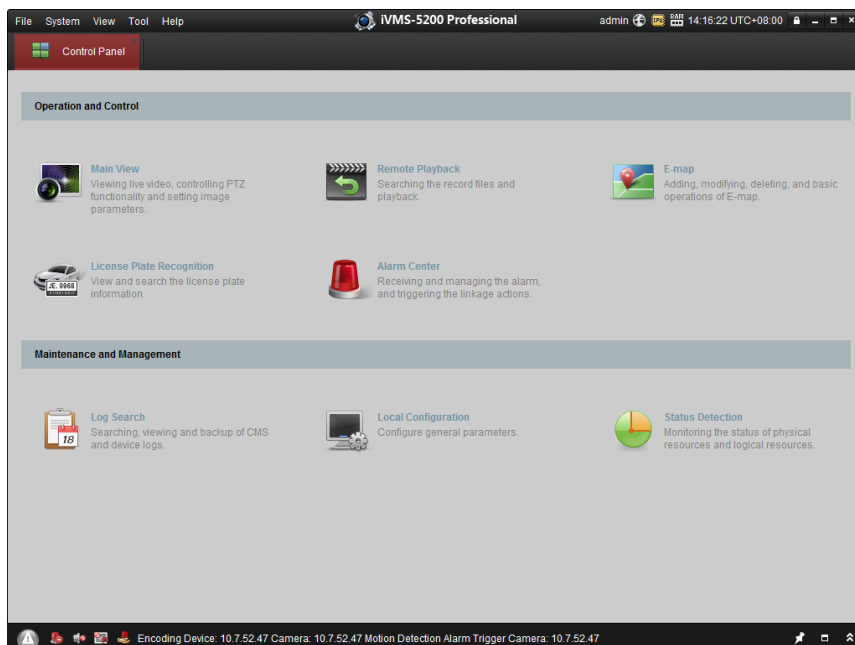 File System View Tool Help iVMS-5200 Professional admin CPU RAM 14:16:22 UTC+08:00
Control Panel
Operation and Control
Main View
Viewing live video, controlling PTZ
functionality and setting image
parameters.
Remote Playback
Searching the record files and
playback.
E-map
Adding, modifying, deleting, and basic
operations of E-map.
JE. 9968
License Plate Recognition
View and search the license plate
information.
Alarm Center
Receiving and managing the alarm,
and triggering the linkage actions.
Maintenance and Management
18
Log Search
Searching, viewing and backup of CMS
and device logs.
Local Configuration
Configure general parameters.
Status Detection
Monitoring the status of physical
resources and logical resources.
Encoding Device: 10.7.52.47 Camera: 10.7.52.47 Motion Detection Alarm Trigger Camera: 10.7.52.47